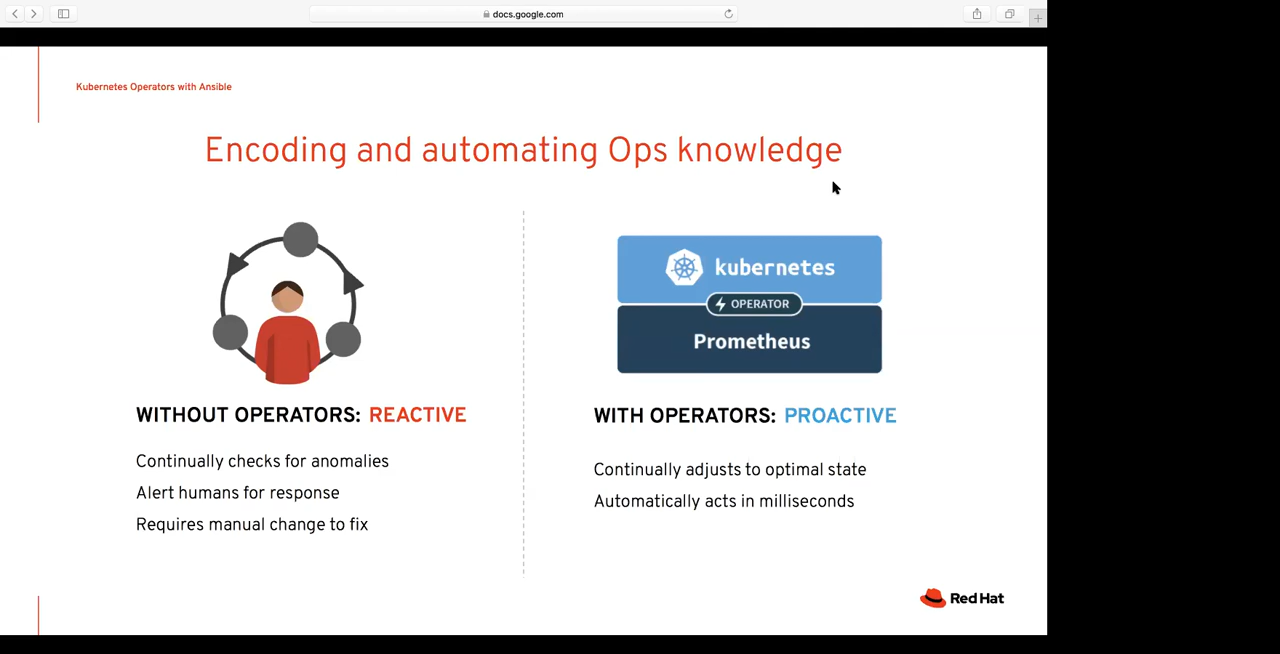 docs.google.com
Kubernetes Operators with Ansible
Encoding and automating Ops knowledge
kubernetes
OPERATOR
Prometheus
WITHOUT OPERATORS: REACTIVE
Continually checks for anomalies
Alert humans for response
Requires manual change to fix
WITH OPERATORS: PROACTIVE
Continually adjusts to optimal state
Automatically acts in milliseconds
Red Hat